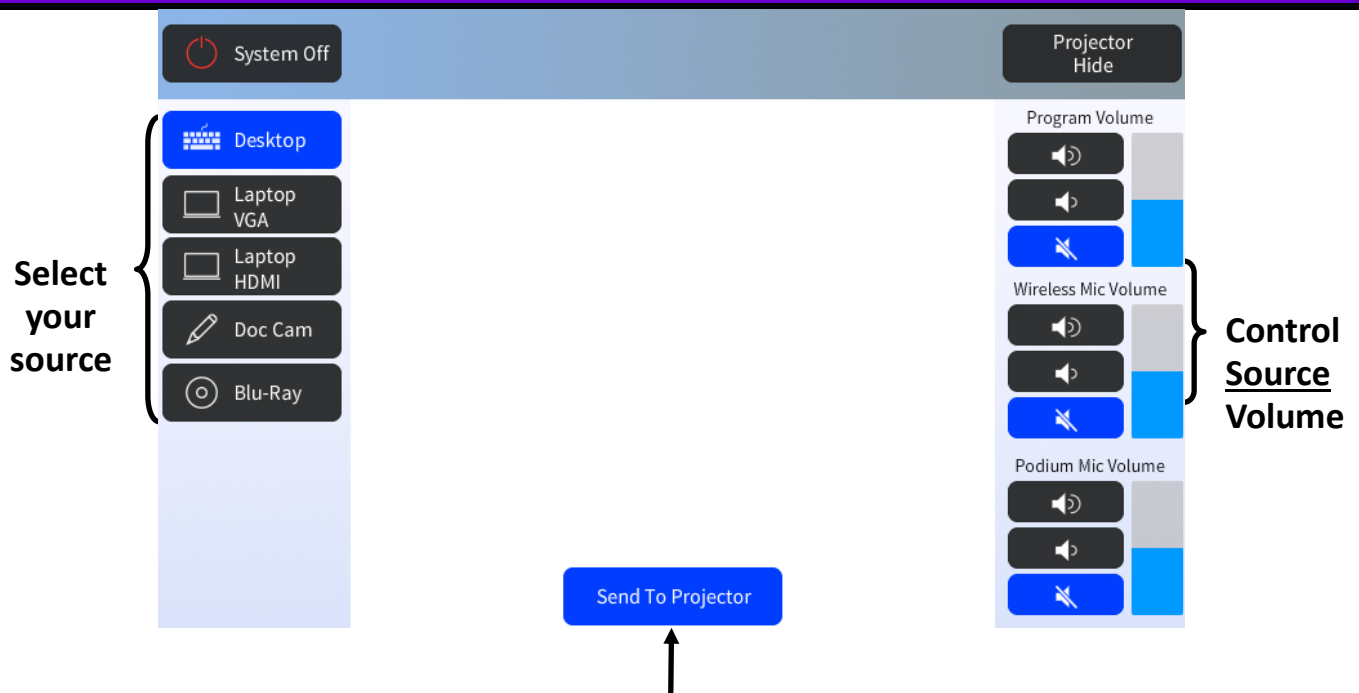 System Off
Projector
Hide
Select
your
source
Desktop
Laptop
VGA
Laptop
HDMI
Doc Cam
Blu-Ray
Program Volume
Wireless Mic Volume
Podium Mic Volume
Control
Source
Volume
Send To Projector